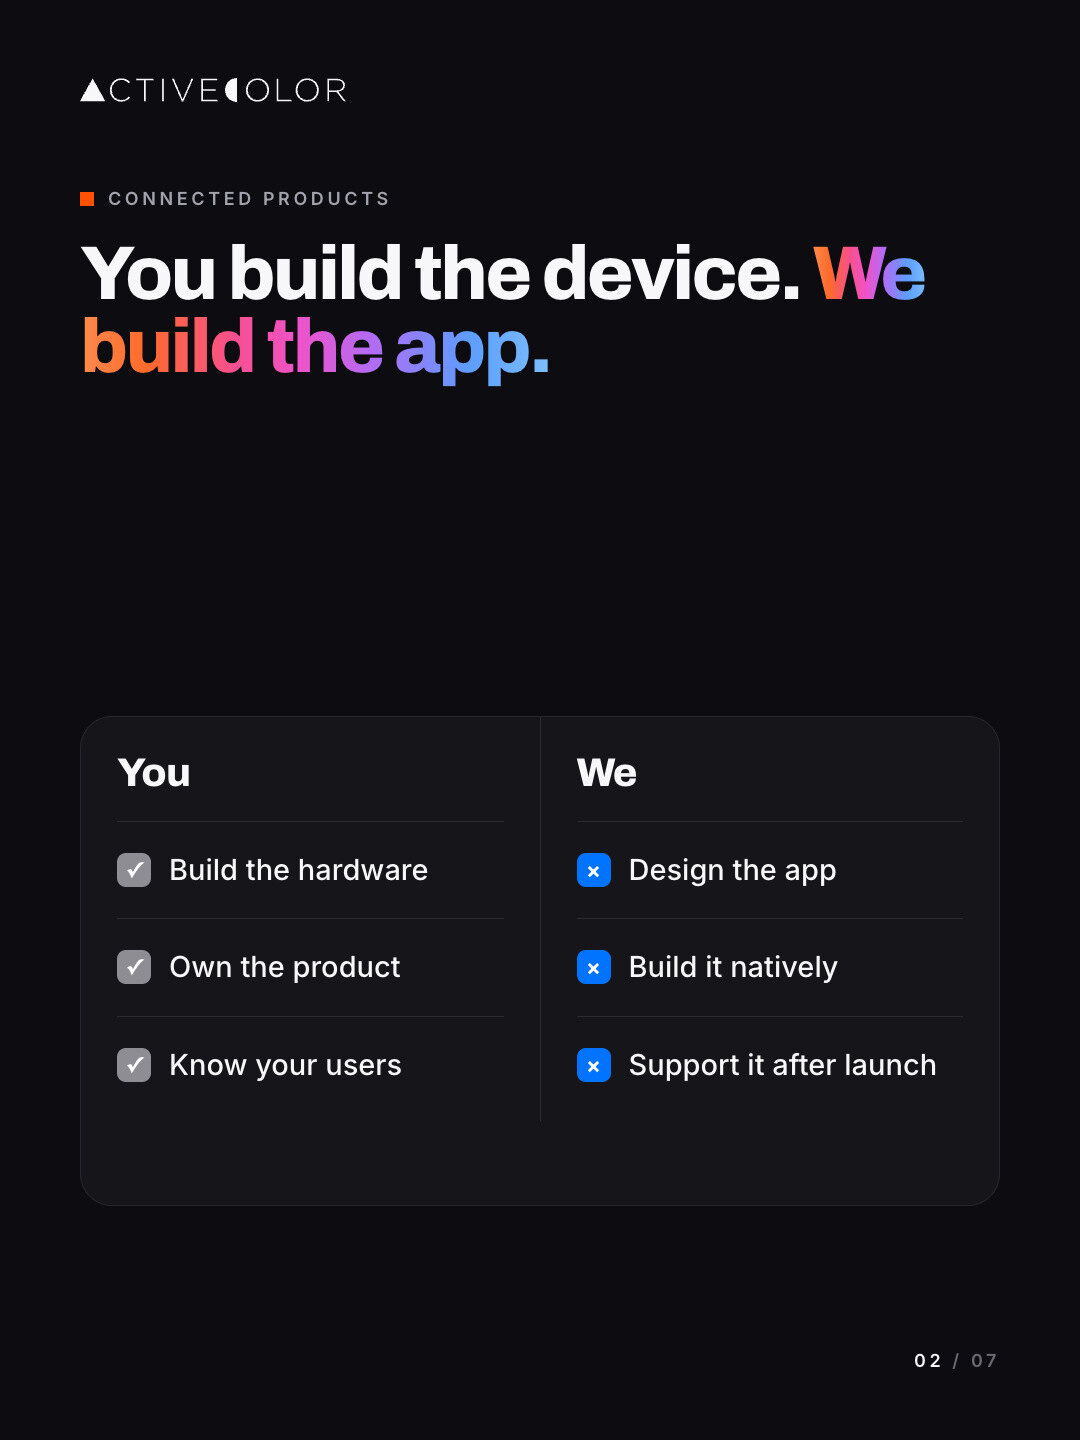 ACTIVECOLOR
CONNECTED PRODUCTS
You build the device. We
build the app.
You
We
Build the hardware
Design the app
Own the product
Build it natively
Know your users
Support it after launch
02 / 07